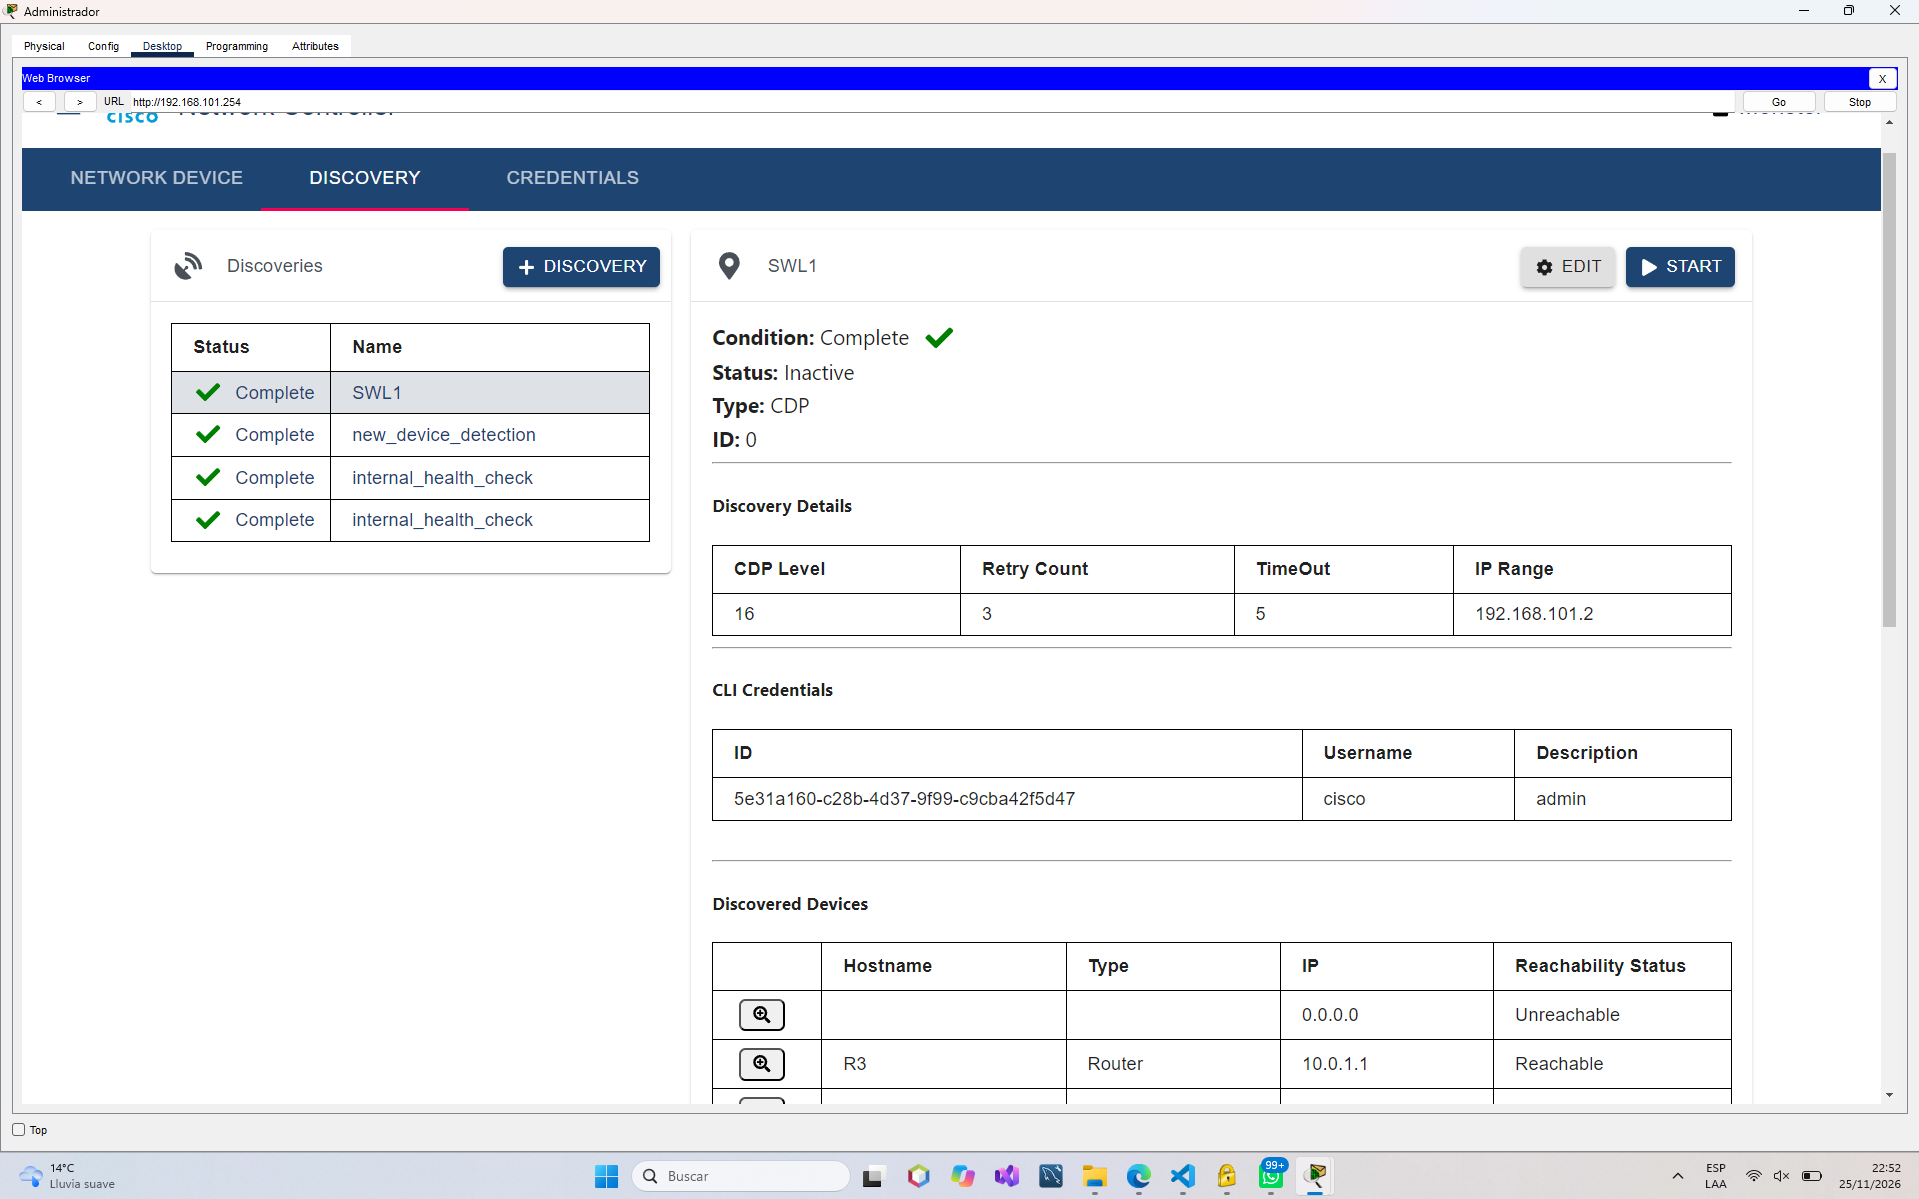 Administrador
Physical Config Desktop Programming Attributes
Web Browser X
< > URL http://192.168.101.254 Go Stop
cisco Network Controller
NETWORK DEVICE DISCOVERY CREDENTIALS
Discoveries + DISCOVERY
Status Name
Complete SWL1
Complete new_device_detection
Complete internal_health_check
Complete internal_health_check
SWL1 EDIT START
Condition: Complete
Status: Inactive
Type: CDP
ID: 0
Discovery Details
CDP Level Retry Count TimeOut IP Range
16 3 5 192.168.101.2
CLI Credentials
ID Username Description
5e31a160-c28b-4d37-9f99-c9cba42f5d47 cisco admin
Discovered Devices
Hostname Type IP Reachability Status
0.0.0.0 Unreachable
R3 Router 10.0.1.1 Reachable
Top
14°C
Lluvia suave
Buscar
99+
ESP
LAA
22:52
25/11/2026